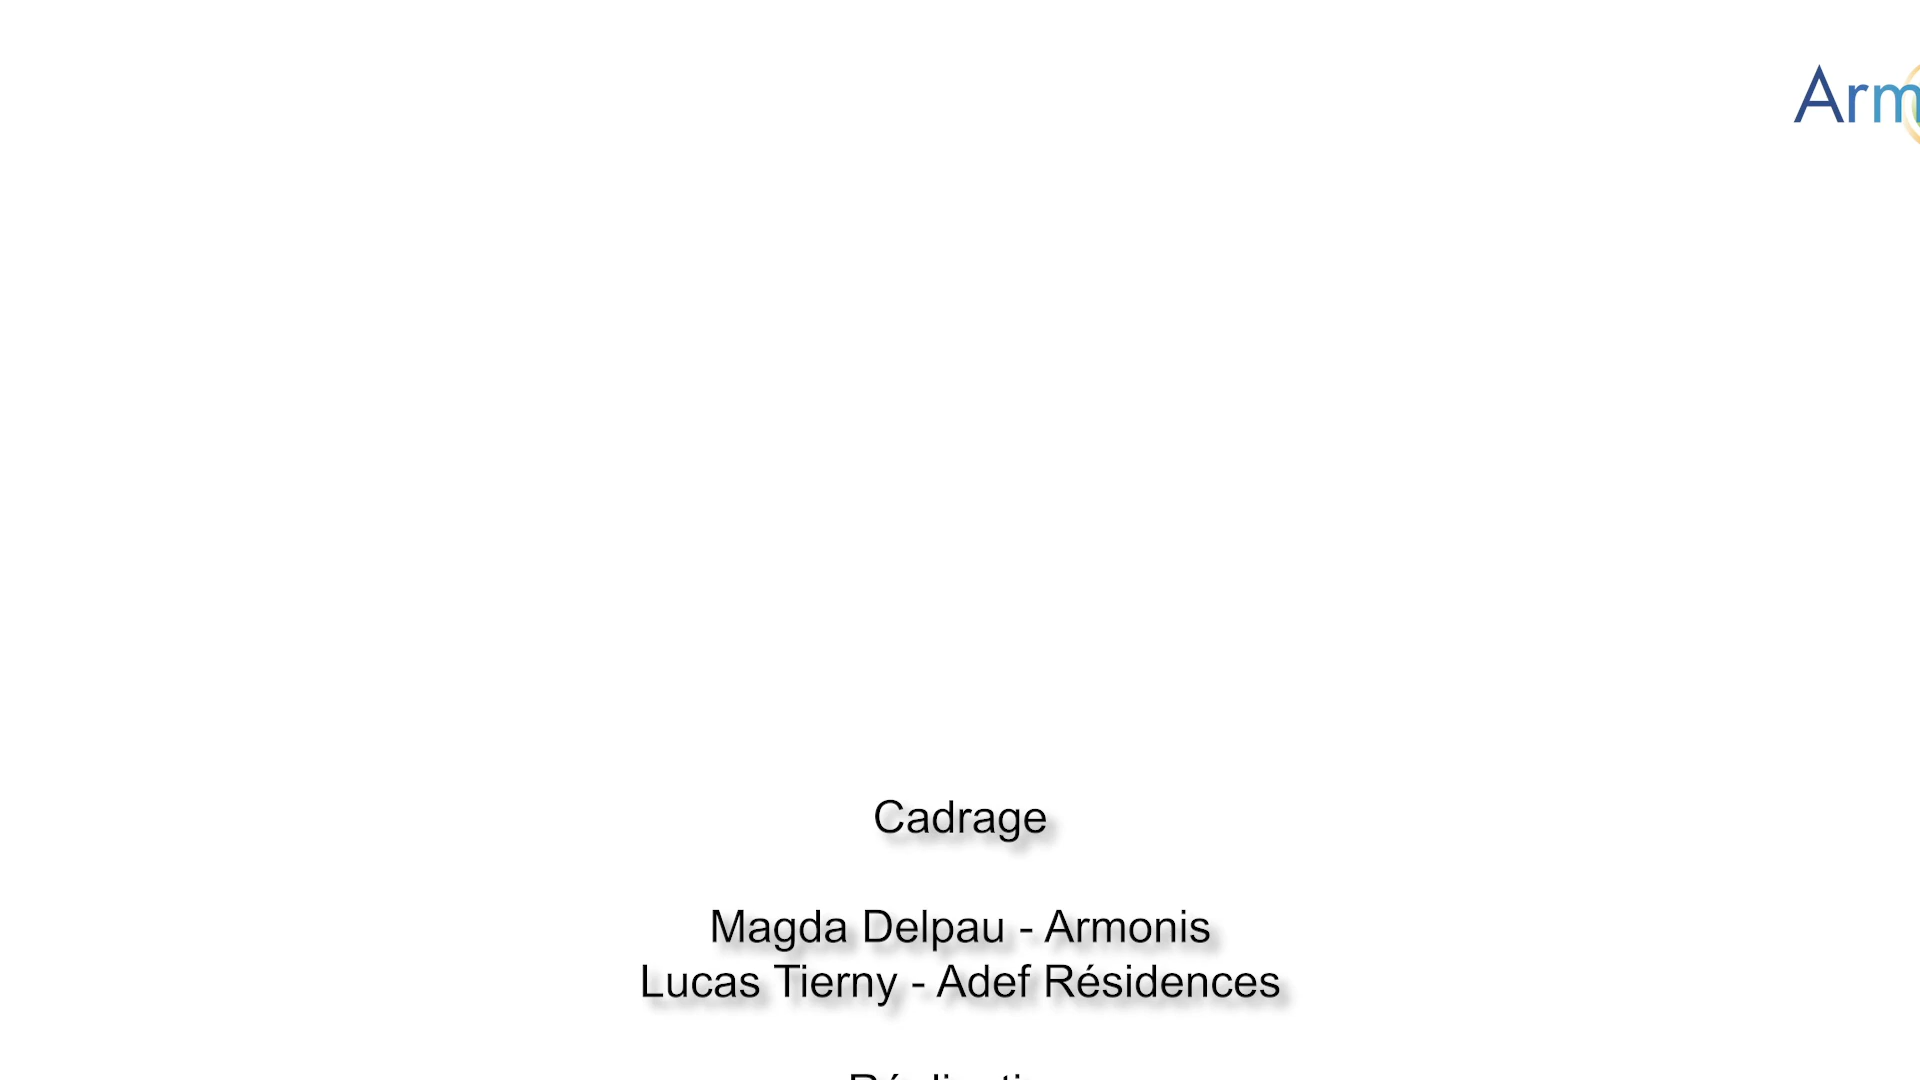 Arm
Cadrage
Magda Delpau - Armonis
Lucas Tierny - Adef Résidences